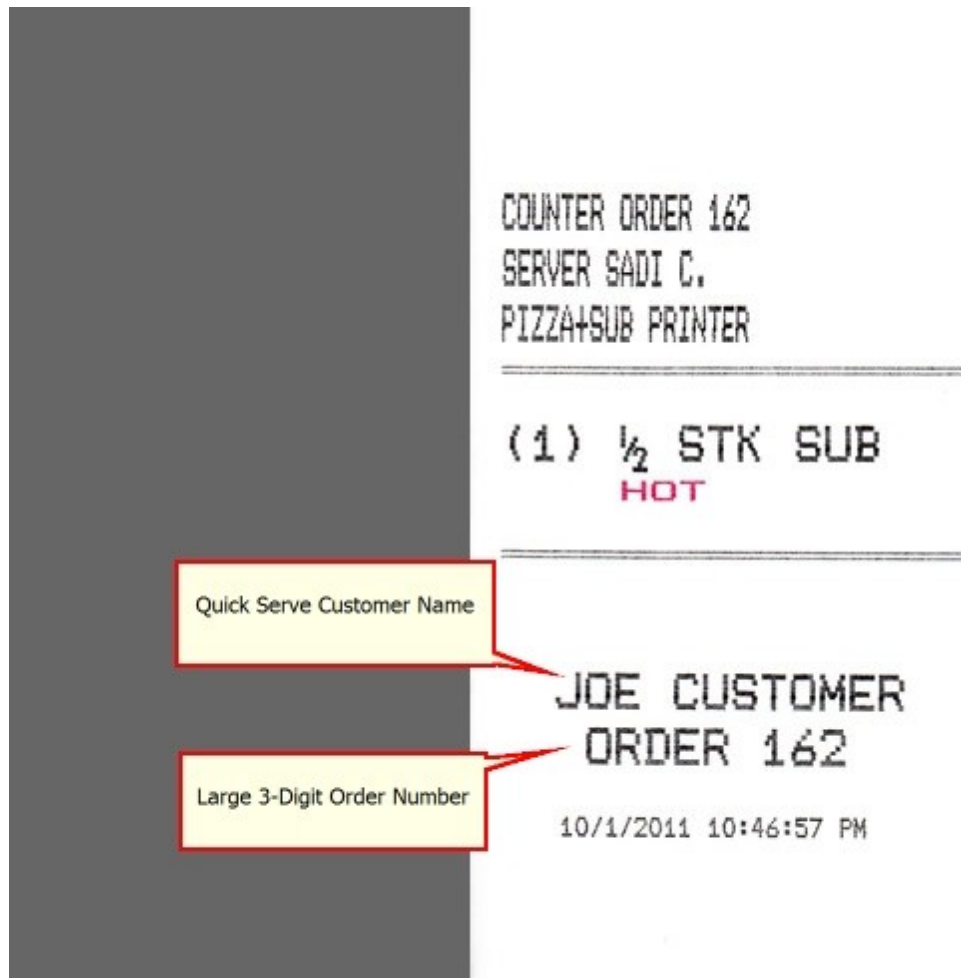 COUNTER ORDER 162
SERVER SADI C.
PIZZA+SUB PRINTER
(1) ½ STK SUB
HOT
Quick Serve Customer Name
JOE CUSTOMER
ORDER 162
Large 3-Digit Order Number
10/1/2011 10:46:57 PM